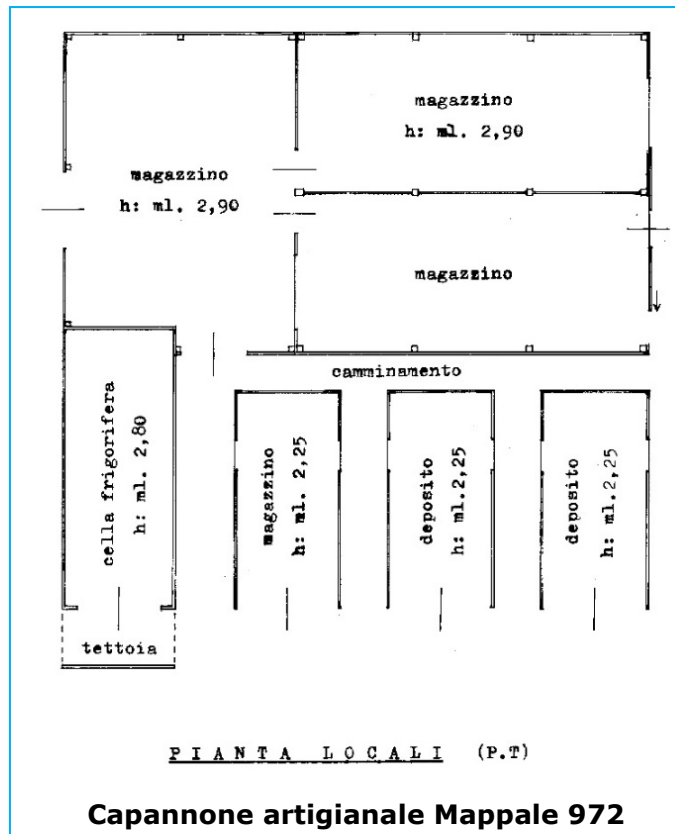 magazzino
h: ml. 2,90
magazzino
h: ml. 2,90
magazzino
camminamento
cella frigorifera
h: ml. 2,80
magazzino
h: ml. 2,25
deposito
h: ml.2,25
deposito
h: ml.2,25
tettoia
PIANTA LOCALI (P.T)
Capannone artigianale Mappale 972